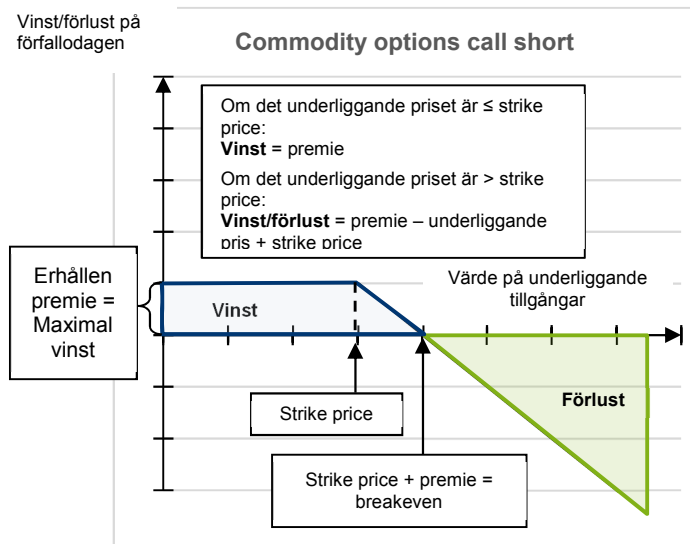 Vinst/förlust på
förfallodagen
Commodity options call short
Om det underliggande priset är ≤ strike
price:
Vinst = premie
Om det underliggande priset är > strike
price:
Vinst/förlust = premie – underliggande
pris + strike price
Erhållen
premie =
Maximal
vinst
Vinst
Värde på underliggande
tillgångar
Förlust
Strike price
Strike price + premie =
breakeven